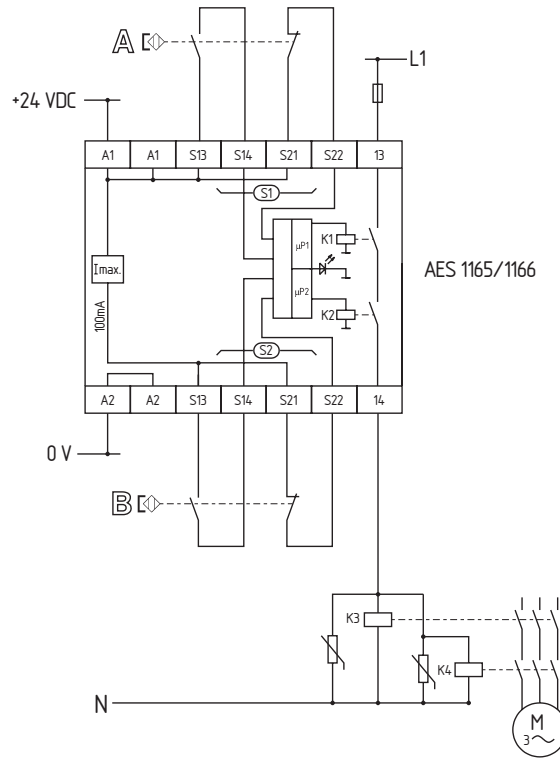 A
L1
+24 VDC
A1 A1 S13 S14 S21 S22 13
S1
µP1
K1
Imax.
AES 1165/1166
100mA
µP2
K2
S2
A2 A2 S13 S14 S21 S22 14
0 V
B
K3
K4
N
M
3